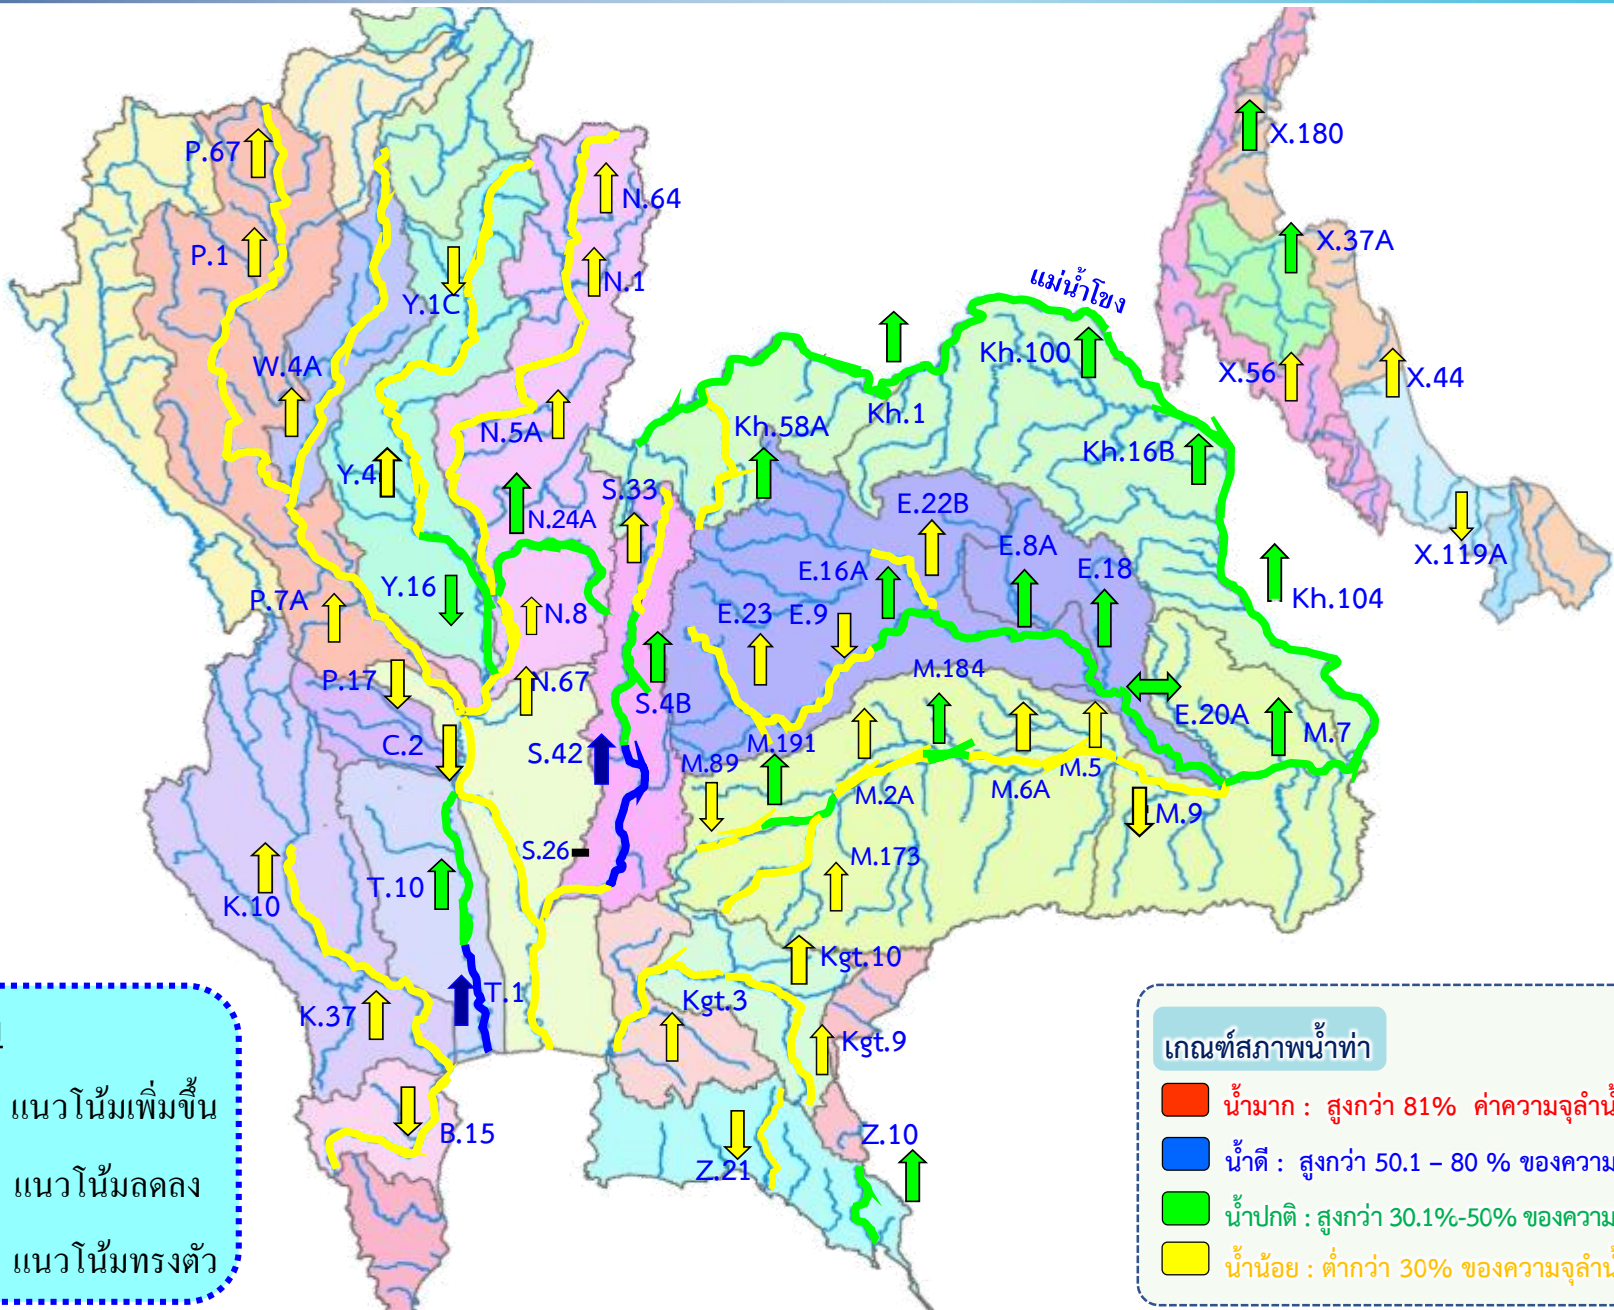 P.67
P.1
W.4A
Y.1C
N.64
N.1
N.5A
Y.4
N.24A
Y.16
P.7A
N.8
P.17
N.67
C.2
S.33
S.4B
S.42
S.26
T.10
T.1
K.10
K.37
B.15
แม่น้ำโขง
Kh.58A
Kh.1
Kh.100
Kh.16B
Kh.104
E.22B
E.16A
E.8A
E.18
E.23
E.9
E.20A
M.184
M.191
M.89
M.2A
M.6A
M.5
M.7
M.9
M.173
Kgt.10
Kgt.3
Kgt.9
Z.10
Z.21
X.180
X.37A
X.56
X.44
X.119A
แนวโน้มเพิ่มขึ้น
แนวโน้มลดลง
แนวโน้มทรงตัว
เกณฑ์สภาพน้ำท่า
น้ำมาก : สูงกว่า 81% ค่าความจุลำน้ำ
น้ำดี : สูงกว่า 50.1 – 80 % ของความ
น้ำปกติ : สูงกว่า 30.1%-50% ของความ
น้ำน้อย : ต่ำกว่า 30% ของความจุลำน้ำ